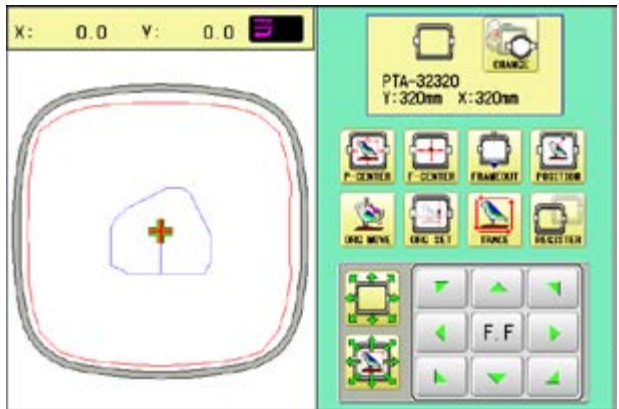 X: 0.0 Y: 0.0
CHANGE
PTA-32320
Y:320mm X:320mm
P-CENTER F-CENTER FRAMEOUT POSITION
ORG MOVE ORG SET TRACE REGISTER
F.F